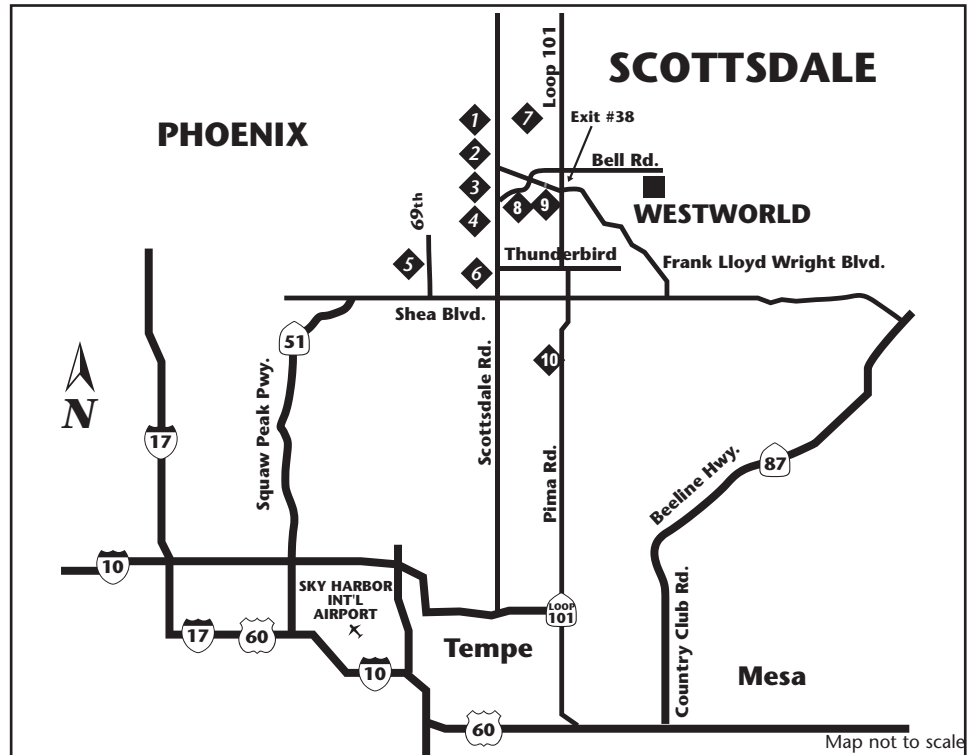 SCOTTSDALE
Loop 101
PHOENIX
1
7
Exit #38
2
Bell Rd.
3
WESTWORLD
8
9
69th
4
5
6
Thunderbird
Frank Lloyd Wright Blvd.
Shea Blvd.
51
10
N
17
Squaw Peak Pwy.
Scottsdale Rd.
Pima Rd.
Beeline Hwy.
87
10
SKY HARBOR
INT'L
AIRPORT
LOOP
101
17
60
Tempe
Country Club Rd.
Mesa
10
60
Map not to scale